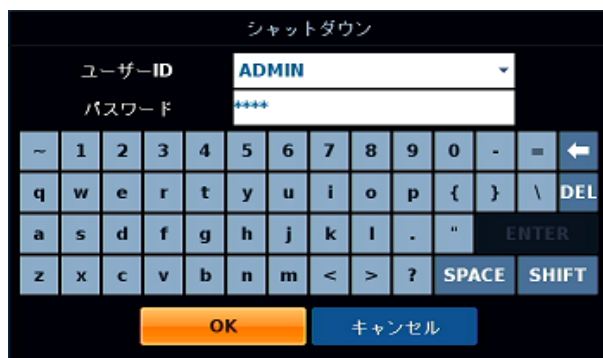 シャットダウン
ユーザーID ADMIN
パスワード ****
~ 1 2 3 4 5 6 7 8 9 0 - = ←
q w e r t y u i o p { } \ DEL
a s d f g h j k l . " ENTER
z x c v b n m < > ? SPACE SHIFT
OK キャンセル